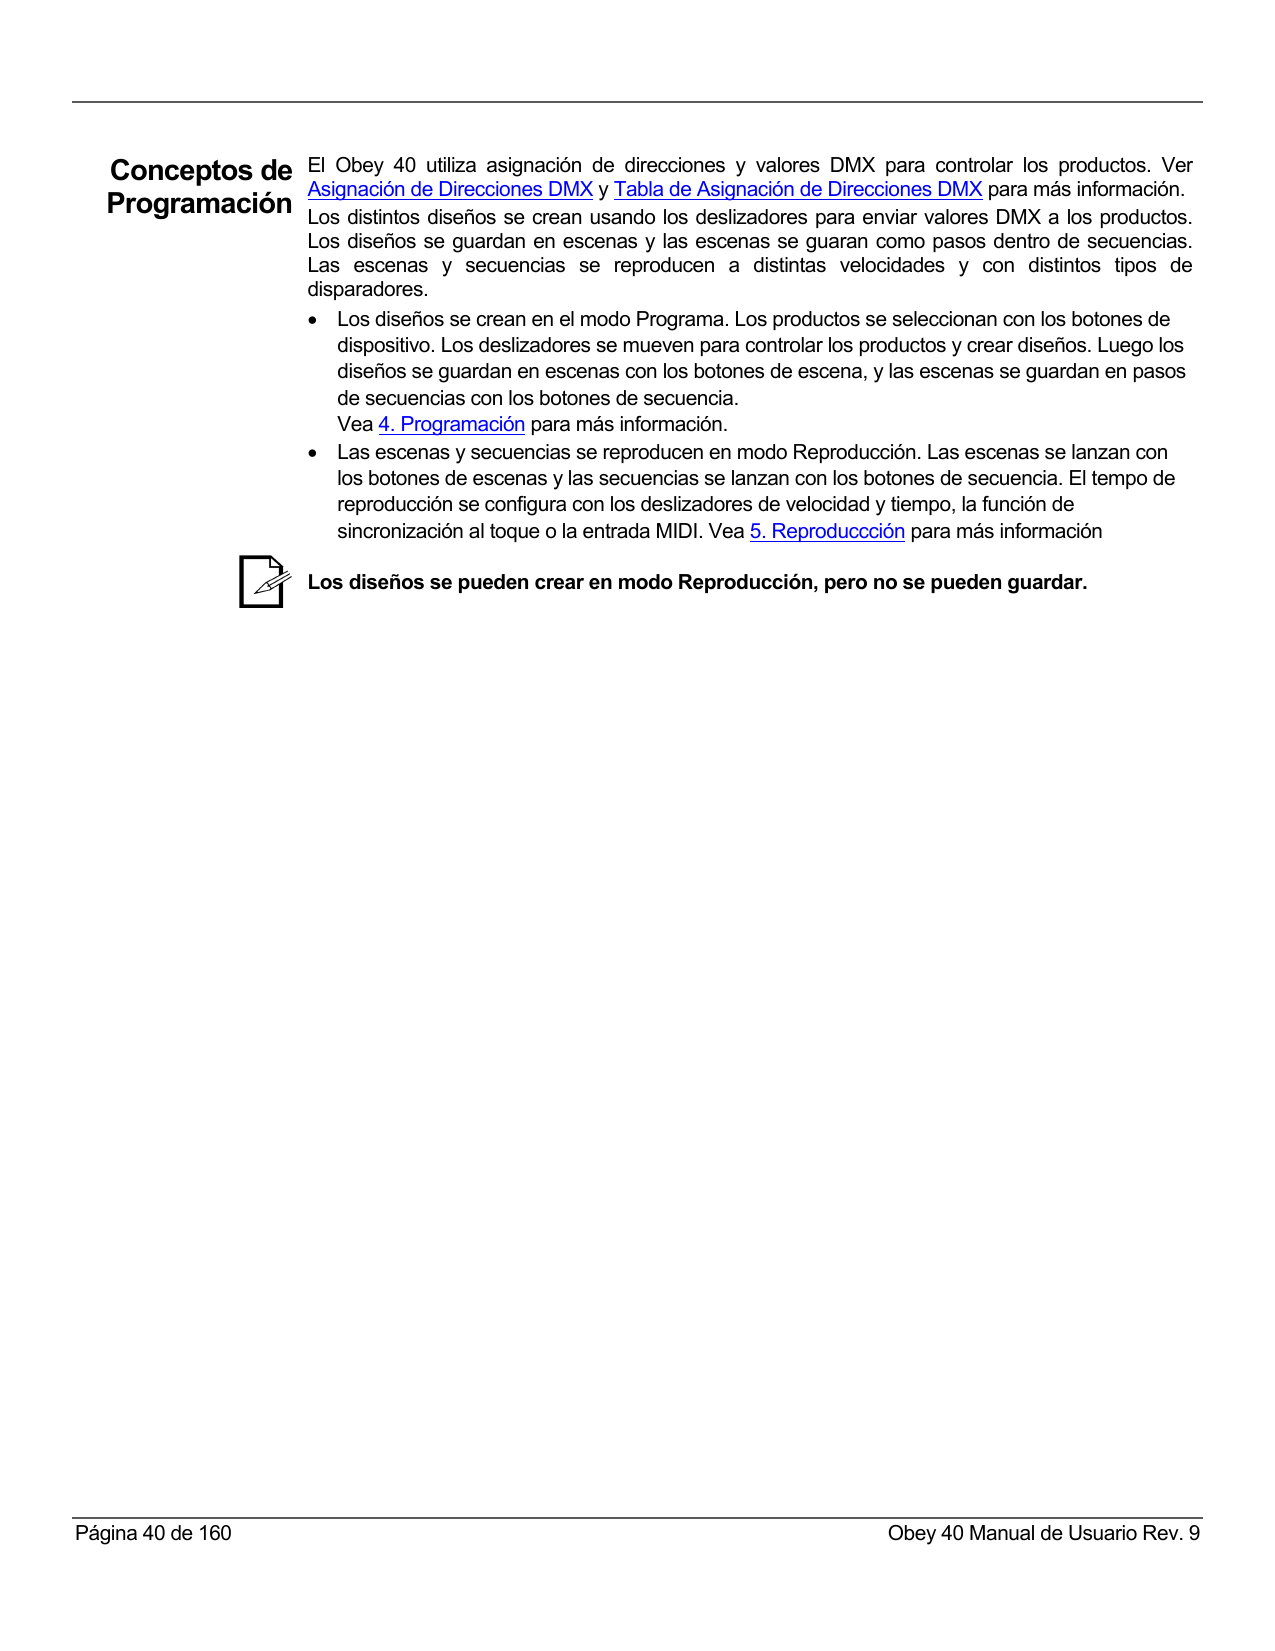 Conceptos de
Programación
El Obey 40 utiliza asignación de direcciones y valores DMX para controlar los productos. Ver
Asignación de Direcciones DMX y Tabla de Asignación de Direcciones DMX para más información.
Los distintos diseños se crean usando los deslizadores para enviar valores DMX a los productos.
Los diseños se guardan en escenas y las escenas se guaran como pasos dentro de secuencias.
Las escenas y secuencias se reproducen a distintas velocidades y con distintos tipos de
disparadores.
• Los diseños se crean en el modo Programa. Los productos se seleccionan con los botones de
dispositivo. Los deslizadores se mueven para controlar los productos y crear diseños. Luego los
diseños se guardan en escenas con los botones de escena, y las escenas se guardan en pasos
de secuencias con los botones de secuencia.
Vea 4. Programación para más información.
• Las escenas y secuencias se reproducen en modo Reproducción. Las escenas se lanzan con
los botones de escenas y las secuencias se lanzan con los botones de secuencia. El tempo de
reproducción se configura con los deslizadores de velocidad y tiempo, la función de
sincronización al toque o la entrada MIDI. Vea 5. Reproduccción para más información
Los diseños se pueden crear en modo Reproducción, pero no se pueden guardar.
Página 40 de 160
Obey 40 Manual de Usuario Rev. 9